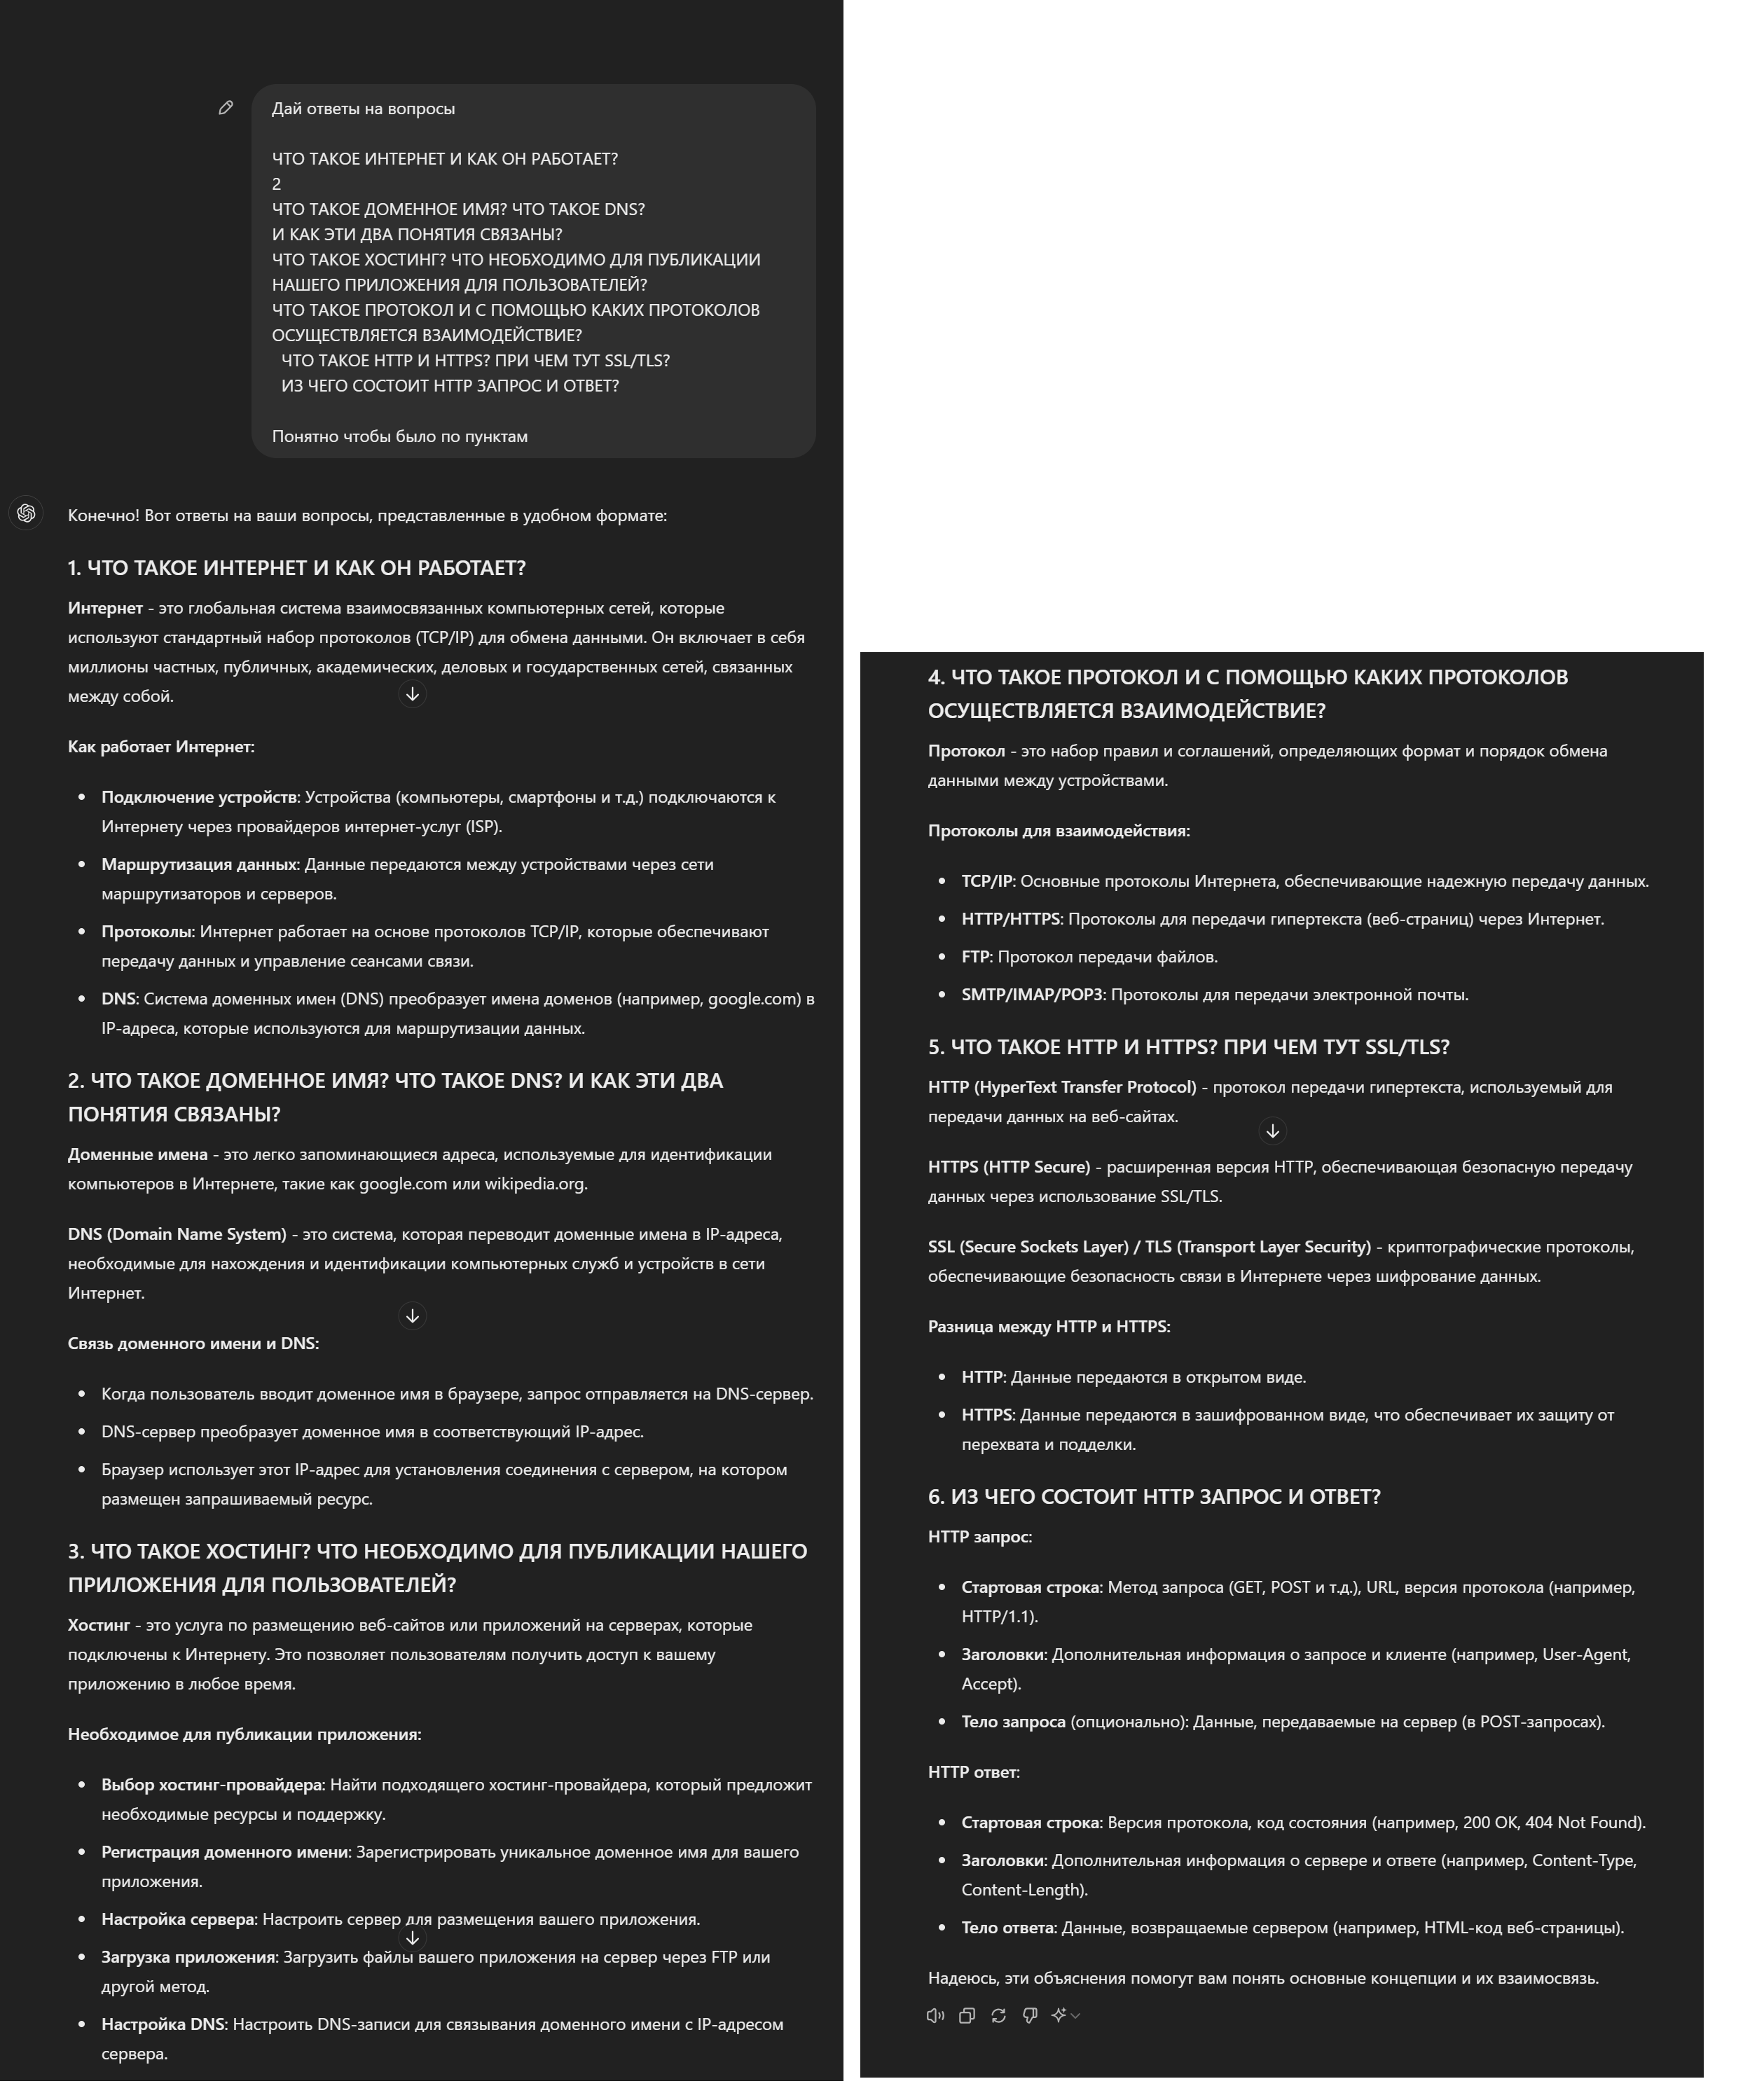 Дай ответы на вопросы
ЧТО ТАКОЕ ИНТЕРНЕТ И КАК ОН РАБОТАЕТ?
2
ЧТО ТАКОЕ ДОМЕННОЕ ИМЯ? ЧТО ТАКОЕ DNS?
И КАК ЭТИ ДВА ПОНЯТИЯ СВЯЗАНЫ?
ЧТО ТАКОЕ ХОСТИНГ? ЧТО НЕОБХОДИМО ДЛЯ ПУБЛИКАЦИИ
НАШЕГО ПРИЛОЖЕНИЯ ДЛЯ ПОЛЬЗОВАТЕЛЕЙ?
ЧТО ТАКОЕ ПРОТОКОЛ И С ПОМОЩЬЮ КАКИХ ПРОТОКОЛОВ
ОСУЩЕСТВЛЯЕТСЯ ВЗАИМОДЕЙСТВИЕ?
ЧТО ТАКОЕ HTTP И HTTPS? ПРИ ЧЕМ ТУТ SSL/TLS?
ИЗ ЧЕГО СОСТОИТ HTTP ЗАПРОС И ОТВЕТ?
Понятно чтобы было по пунктам
Конечно! Вот ответы на ваши вопросы, представленные в удобном формате:
1. ЧТО ТАКОЕ ИНТЕРНЕТ И КАК ОН РАБОТАЕТ?
Интернет - это глобальная система взаимосвязанных компьютерных сетей, которые
используют стандартный набор протоколов (TCP/IP) для обмена данными. Он включает в себя
миллионы частных, публичных, академических, деловых и государственных сетей, связанных
между собой.
Как работает Интернет:
• Подключение устройств: Устройства (компьютеры, смартфоны и т.д.) подключаются к
Интернету через провайдеров интернет-услуг (ISP).
• Маршрутизация данных: Данные передаются между устройствами через сети
маршрутизаторов и серверов.
• Протоколы: Интернет работает на основе протоколов TCP/IP, которые обеспечивают
передачу данных и управление сеансами связи.
• DNS: Система доменных имен (DNS) преобразует имена доменов (например, google.com) в
IP-адреса, которые используются для маршрутизации данных.
2. ЧТО ТАКОЕ ДОМЕННОЕ ИМЯ? ЧТО ТАКОЕ DNS? И КАК ЭТИ ДВА
ПОНЯТИЯ СВЯЗАНЫ?
Доменные имена - это легко запоминающиеся адреса, используемые для идентификации
компьютеров в Интернете, такие как google.com или wikipedia.org.
DNS (Domain Name System) - это система, которая переводит доменные имена в IP-адреса,
необходимые для нахождения и идентификации компьютерных служб и устройств в сети
Интернет.
Связь доменного имени и DNS:
• Когда пользователь вводит доменное имя в браузере, запрос отправляется на DNS-сервер.
• DNS-сервер преобразует доменное имя в соответствующий IP-адрес.
• Браузер использует этот IP-адрес для установления соединения с сервером, на котором
размещен запрашиваемый ресурс.
3. ЧТО ТАКОЕ ХОСТИНГ? ЧТО НЕОБХОДИМО ДЛЯ ПУБЛИКАЦИИ НАШЕГО
ПРИЛОЖЕНИЯ ДЛЯ ПОЛЬЗОВАТЕЛЕЙ?
Хостинг - это услуга по размещению веб-сайтов или приложений на серверах, которые
подключены к Интернету. Это позволяет пользователям получить доступ к вашему
приложению в любое время.
Необходимое для публикации приложения:
• Выбор хостинг-провайдера: Найти подходящего хостинг-провайдера, который предложит
необходимые ресурсы и поддержку.
• Регистрация доменного имени: Зарегистрировать уникальное доменное имя для вашего
приложения.
• Настройка сервера: Настроить сервер для размещения вашего приложения.
• Загрузка приложения: Загрузить файлы вашего приложения на сервер через FTP или
другой метод.
• Настройка DNS: Настроить DNS-записи для связывания доменного имени с IP-адресом
сервера.
4. ЧТО ТАКОЕ ПРОТОКОЛ И С ПОМОЩЬЮ КАКИХ ПРОТОКОЛОВ
ОСУЩЕСТВЛЯЕТСЯ ВЗАИМОДЕЙСТВИЕ?
Протокол - это набор правил и соглашений, определяющих формат и порядок обмена
данными между устройствами.
Протоколы для взаимодействия:
• TCP/IP: Основные протоколы Интернета, обеспечивающие надежную передачу данных.
• HTTP/HTTPS: Протоколы для передачи гипертекста (веб-страниц) через Интернет.
• FTP: Протокол передачи файлов.
• SMTP/IMAP/POP3: Протоколы для передачи электронной почты.
5. ЧТО ТАКОЕ HTTP И HTTPS? ПРИ ЧЕМ ТУТ SSL/TLS?
HTTP (HyperText Transfer Protocol) - протокол передачи гипертекста, используемый для
передачи данных на веб-сайтах.
HTTPS (HTTP Secure) - расширенная версия HTTP, обеспечивающая безопасную передачу
данных через использование SSL/TLS.
SSL (Secure Sockets Layer) / TLS (Transport Layer Security) - криптографические протоколы,
обеспечивающие безопасность связи в Интернете через шифрование данных.
Разница между HTTP и HTTPS:
• HTTP: Данные передаются в открытом виде.
• HTTPS: Данные передаются в зашифрованном виде, что обеспечивает их защиту от
перехвата и подделки.
6. ИЗ ЧЕГО СОСТОИТ HTTP ЗАПРОС И ОТВЕТ?
HTTP запрос:
• Стартовая строка: Метод запроса (GET, POST и т.д.), URL, версия протокола (например,
HTTP/1.1).
• Заголовки: Дополнительная информация о запросе и клиенте (например, User-Agent,
Accept).
• Тело запроса (опционально): Данные, передаваемые на сервер (в POST-запросах).
HTTP ответ:
• Стартовая строка: Версия протокола, код состояния (например, 200 OK, 404 Not Found).
• Заголовки: Дополнительная информация о сервере и ответе (например, Content-Type,
Content-Length).
• Тело ответа: Данные, возвращаемые сервером (например, HTML-код веб-страницы).
Надеюсь, эти объяснения помогут вам понять основные концепции и их взаимосвязь.